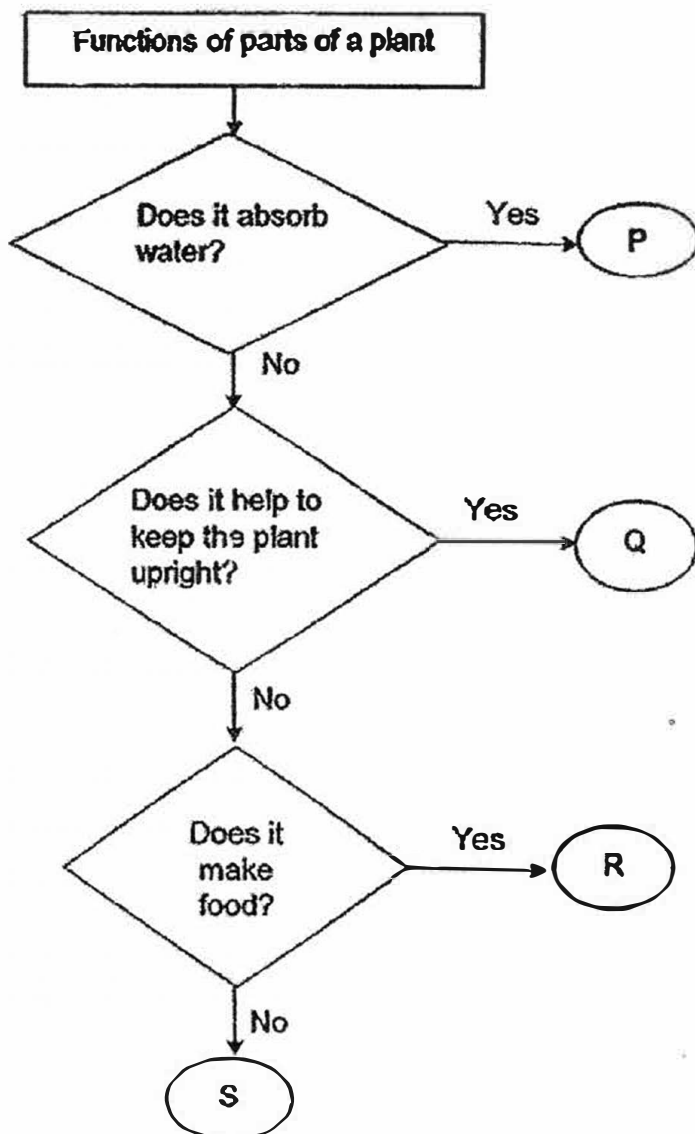 Functions of parts of a plant
Does it absorb
water?
Yes
P
No
Does it help to
keep the plant
upright?
Yes
Q
No
Does it
make
food?
Yes
R
No
S